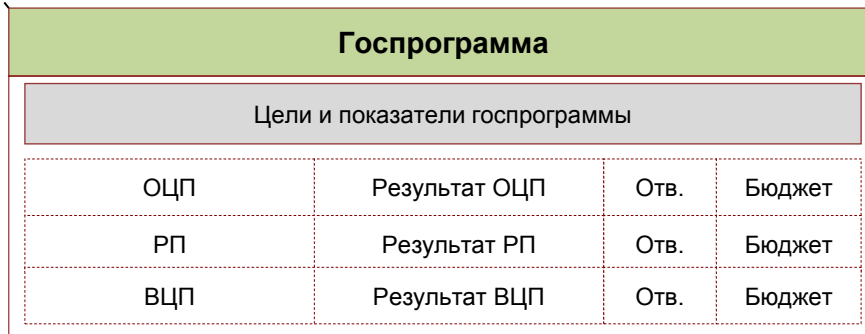 Госпрограмма
Цели и показатели госпрограммы
ОЦП Результат ОЦП Отв. Бюджет
РП Результат РП Отв. Бюджет
ВЦП Результат ВЦП Отв. Бюджет